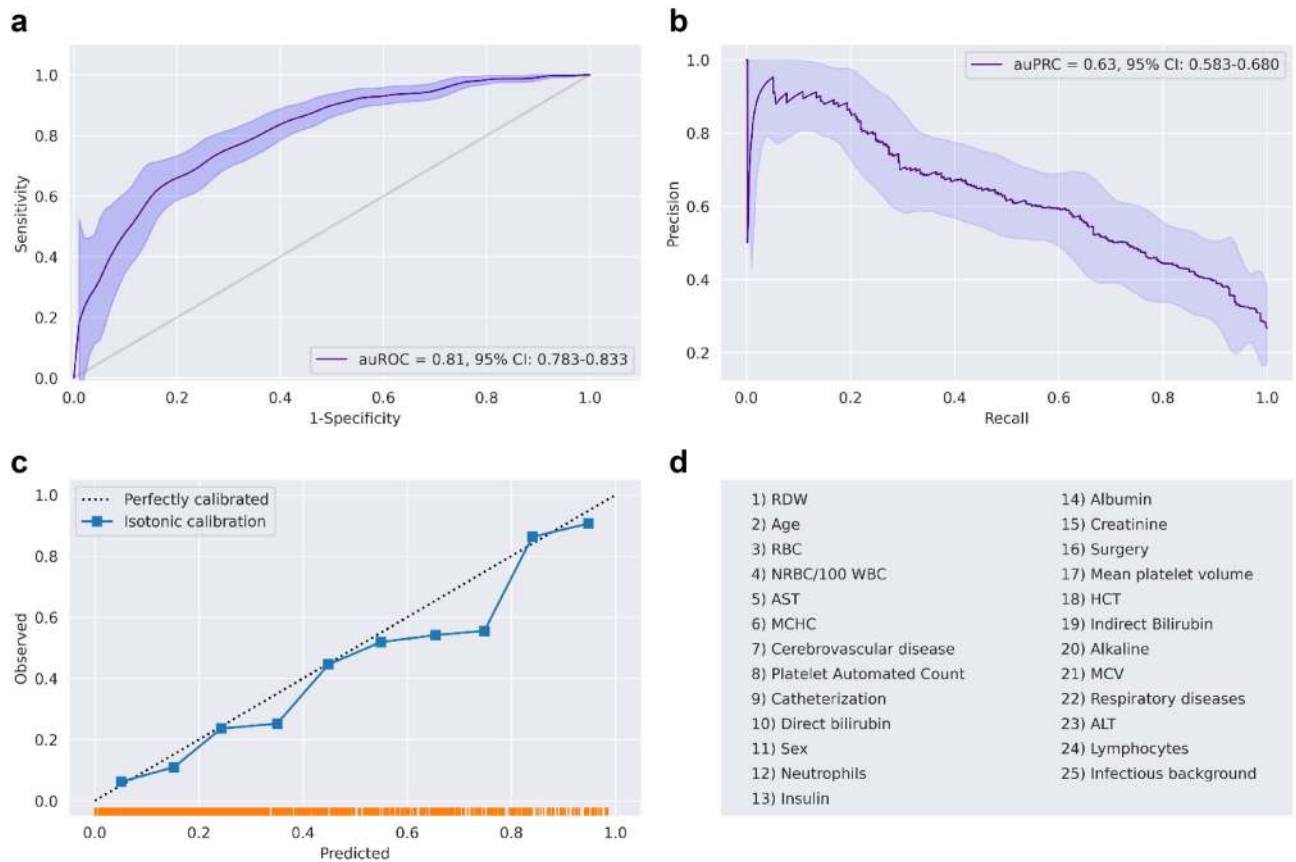 a
1.0
0.8
0.6
0.4
0.2
0.0
Sensitivity
auROC = 0.81, 95% CI: 0.783-0.833
0.0 0.2 0.4 0.6 0.8 1.0
1-Specificity
b
1.0
0.8
0.6
0.4
0.2
Precision
auPRC = 0.63, 95% CI: 0.583-0.680
0.0 0.2 0.4 0.6 0.8 1.0
Recall
c
1.0
0.8
0.6
0.4
0.2
0.0
Observed
Perfectly calibrated
Isotonic calibration
0.0 0.2 0.4 0.6 0.8 1.0
Predicted
d
1) RDW
2) Age
3) RBC
4) NRBC/100 WBC
5) AST
6) MCHC
7) Cerebrovascular disease
8) Platelet Automated Count
9) Catheterization
10) Direct bilirubin
11) Sex
12) Neutrophils
13) Insulin
14) Albumin
15) Creatinine
16) Surgery
17) Mean platelet volume
18) HCT
19) Indirect Bilirubin
20) Alkaline
21) MCV
22) Respiratory diseases
23) ALT
24) Lymphocytes
25) Infectious background